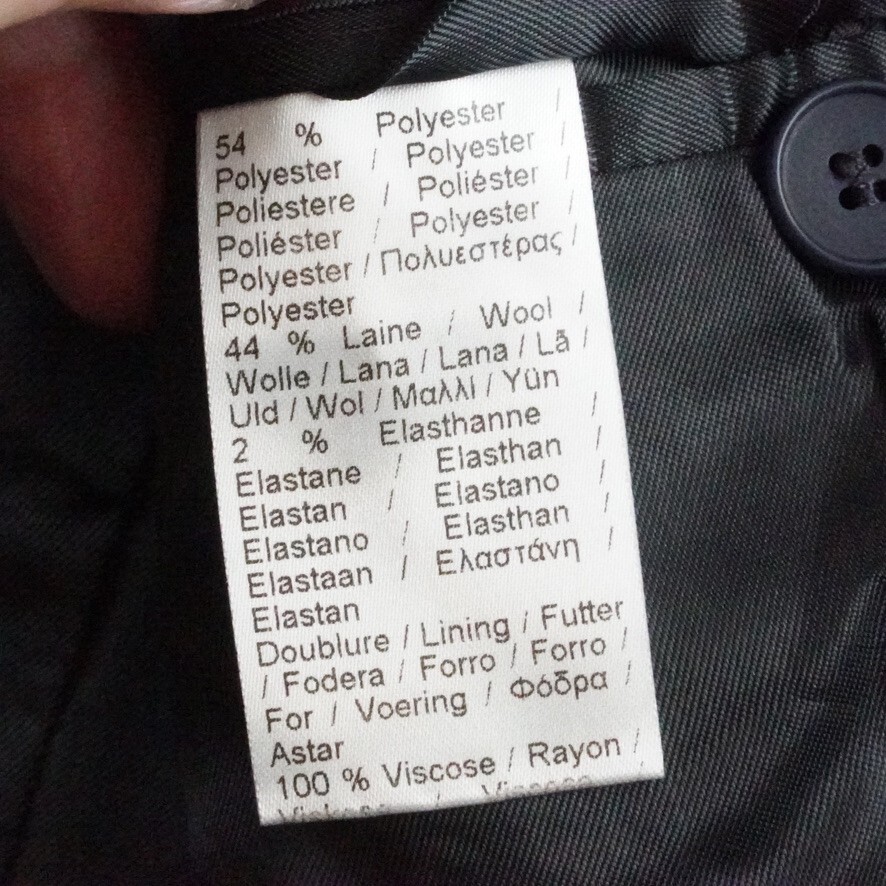 54 % Polyester /
Polyester / Polyester /
Poliestere / Poliéster /
Poliéster / Polyester /
Polyester / Πολυεστέρας /
Polyester
44 % Laine / Wool /
Wolle / Lana / Lana / Lã /
Uld / Wol / Μαλλί / Yün
2 % Elasthanne /
Elastane / Elasthan /
Elastan / Elastano /
Elastano / Elasthan /
Elastaan / Ελαστάνη /
Elastan
Doublure / Lining / Futter
/ Fodera / Forro / Forro /
For / Voering / Φόδρα /
Astar
100 % Viscose / Rayon /